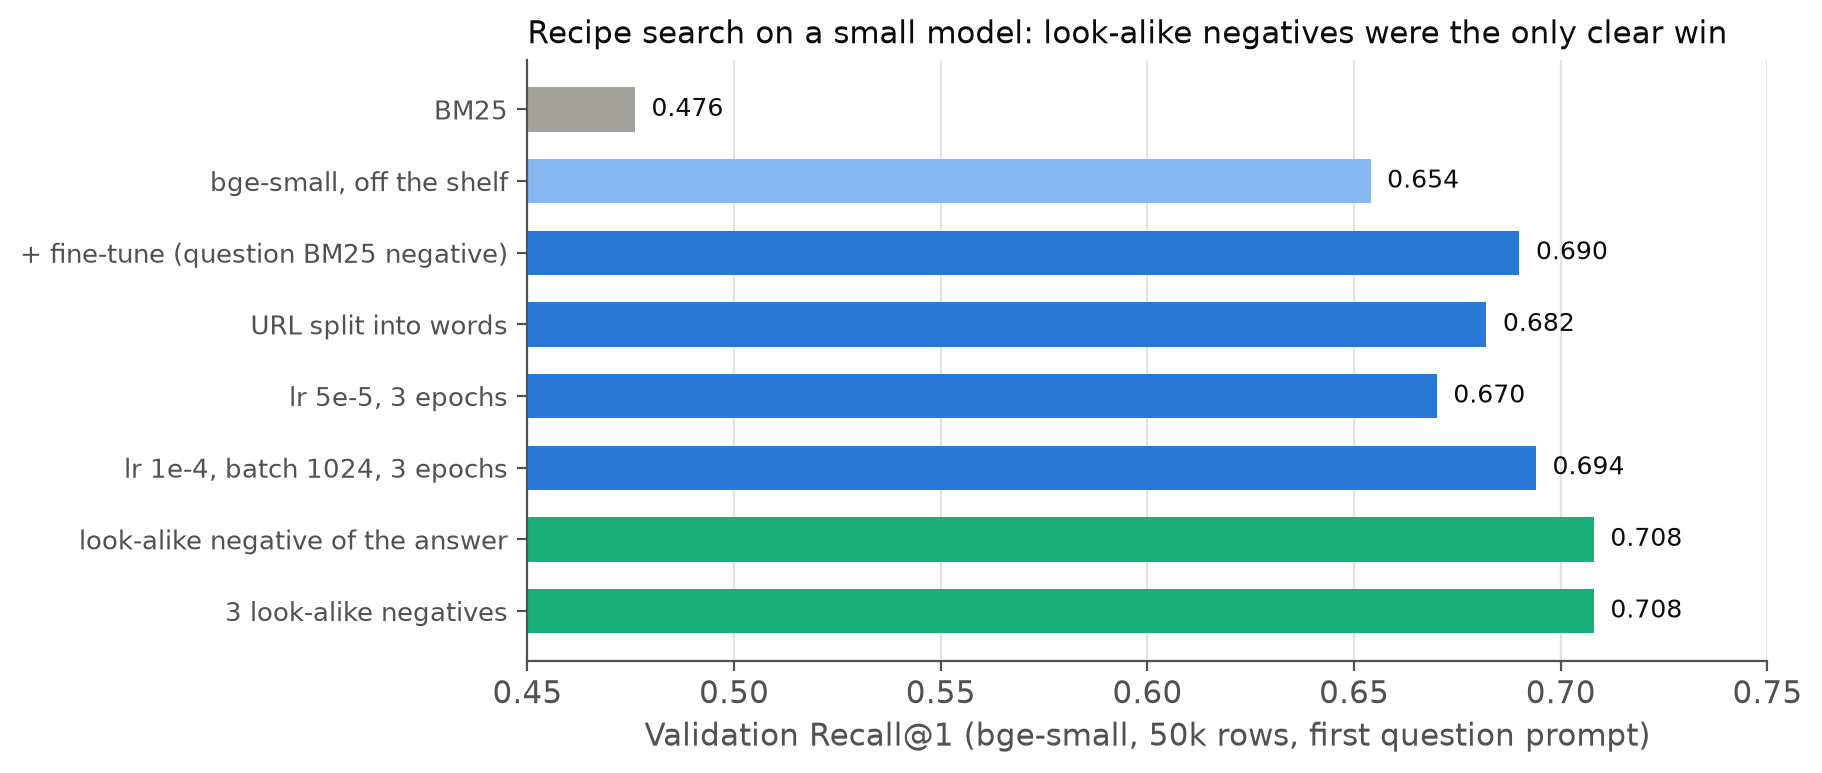 Recipe search on a small model: look-alike negatives were the only clear win
BM25
0.476
bge-small, off the shelf
0.654
+ fine-tune (question BM25 negative)
0.690
URL split into words
0.682
lr 5e-5, 3 epochs
0.670
lr 1e-4, batch 1024, 3 epochs
0.694
look-alike negative of the answer
0.708
3 look-alike negatives
0.708
0.45 0.50 0.55 0.60 0.65 0.70 0.75
Validation Recall@1 (bge-small, 50k rows, first question prompt)